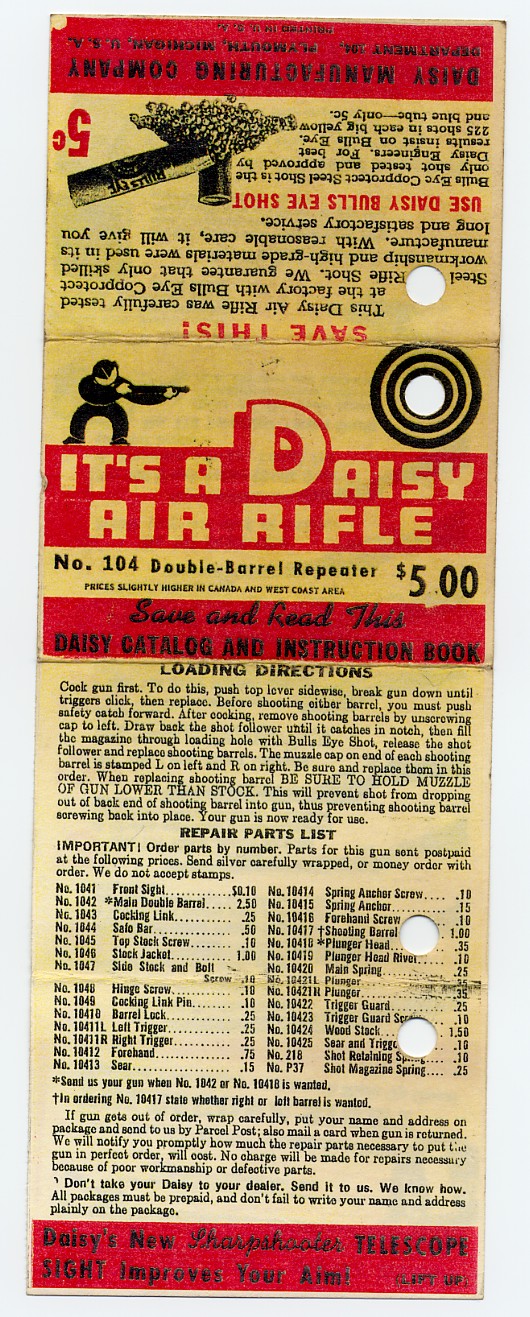 PRINTED IN U. S. A.
DEPARTMENT 104, PLYMOUTH, MICHIGAN, U. S. A.
DAISY MANUFACTURING COMPANY
SAVE THIS!
This Daisy Air Rifle was carefully tested
at the factory with Bulls Eye Copprotect
Steel Rifle Shot. We guarantee that only skilled
workmanship and high-grade materials were used in its
manufacture. With reasonable care, it will give you
long and satisfactory service.
USE DAISY BULLS EYE SHOT
Bulls Eye Copprotect Steel Shot is the
only shot tested and approved by
Daisy Engineers. For best
results insist on Bulls Eye.
225 shots in each big yellow
and blue tube—only 5c.
BULLS EYE
5c
IT'S A DAISY
AIR RIFLE
No. 104 Double-Barrel Repeater $5.00
PRICES SLIGHTLY HIGHER IN CANADA AND WEST COAST AREA
Save and Read This
DAISY CATALOG AND INSTRUCTION BOOK
LOADING DIRECTIONS
Cock gun first. To do this, push top lever sidewise, break gun down until
triggers click, then replace. Before shooting either barrel, you must push
safety catch forward. After cocking, remove shooting barrels by unscrewing
cap to left. Draw back the shot follower until it catches in notch, then fill
the magazine through loading hole with Bulls Eye Shot, release the shot
follower and replace shooting barrels. The muzzle cap on end of each shooting
barrel is stamped L on left and R on right. Be sure and replace them in this
order. When replacing shooting barrel BE SURE TO HOLD MUZZLE
OF GUN LOWER THAN STOCK. This will prevent shot from dropping
out of back end of shooting barrel into gun, thus preventing shooting barrel
screwing back into place. Your gun is now ready for use.
REPAIR PARTS LIST
IMPORTANT! Order parts by number. Parts for this gun sent postpaid
at the following prices. Send silver carefully wrapped, or money order with
order. We do not accept stamps.
No. 1041 Front Sight............$0.10
No. 1042 *Main Double Barrel..... 2.50
No. 1043 Cocking Link............ .25
No. 1044 Safe Bar................ .50
No. 1045 Top Stock Screw......... .10
No. 1046 Stock Jacket............ 1.00
No. 1047 Side Stock and Bolt
Screw .10
No. 1048 Hinge Screw............. .10
No. 1049 Cocking Link Pin........ .10
No. 10410 Barrel Lock............ .25
No. 10411L Left Trigger.......... .25
No. 10411R Right Trigger......... .25
No. 10412 Forehand............... .75
No. 10413 Sear................... .15
No. 10414 Spring Anchor Screw.... .10
No. 10415 Spring Anchor.......... .15
No. 10416 Forehand Screw .10
No. 10417 †Shooting Barrel 1.00
No. 10418 *Plunger Head .35
No. 10419 Plunger Head Rivet .10
No. 10420 Main Spring............ .25
No. 10421L Plunger
No. 10421R Plunger .35
No. 10422 Trigger Guard.......... .25
No. 10423 Trigger Guard .10
No. 10424 Wood Stock 1.50
No. 10425 Sear and .10
No. 218 Shot Retaining .10
No. P37 Shot Magazine Spring.... .25
*Send us your gun when No. 1042 or No. 10418 is wanted.
†In ordering No. 10417 state whether right or left barrel is wanted.
If gun gets out of order, wrap carefully, put your name and address on
package and send to us by Parcel Post; also mail a card when gun is returned.
We will notify you promptly how much the repair parts necessary to put the
gun in perfect order, will cost. No charge will be made for repairs necessary
because of poor workmanship or defective parts.
Don't take your Daisy to your dealer. Send it to us. We know how.
All packages must be prepaid, and don't fail to write your name and address
plainly on the package.
Daisy's New Sharpshooter TELESCOPE
SIGHT Improves Your Aim! (LIFT UP)